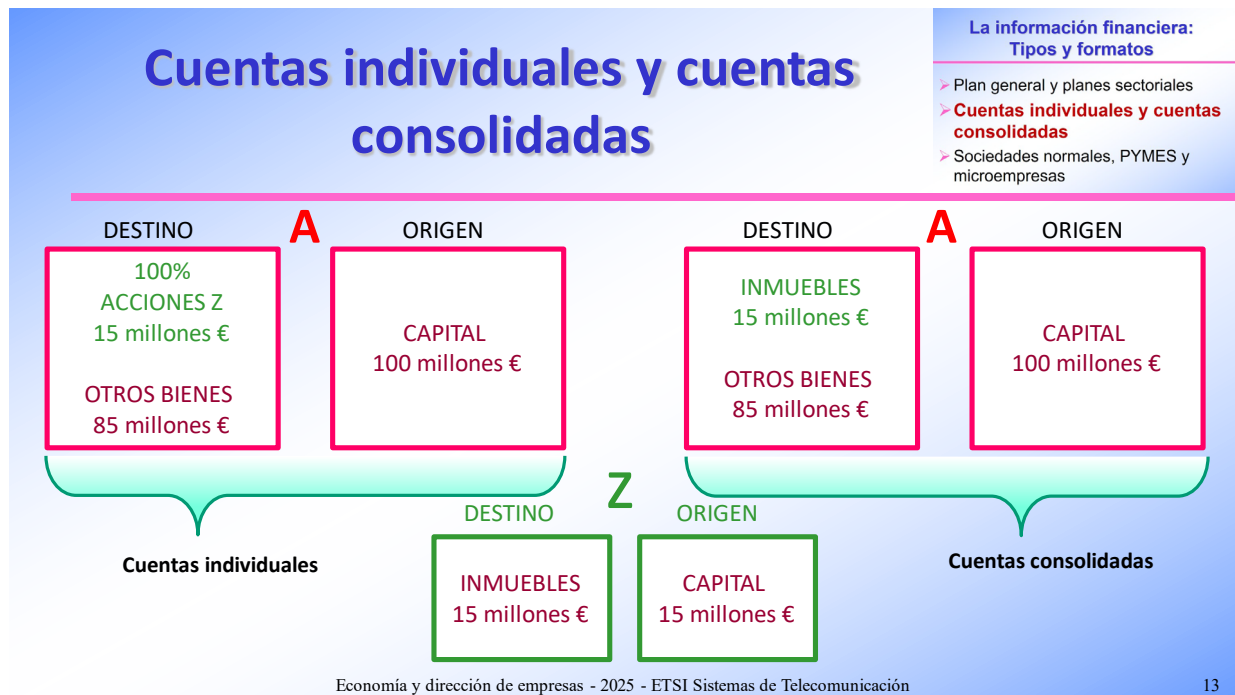 Cuentas individuales y cuentas
consolidadas
La información financiera:
Tipos y formatos
Plan general y planes sectoriales
Cuentas individuales y cuentas
consolidadas
Sociedades normales, PYMES y
microempresas
DESTINO
A
ORIGEN
100%
ACCIONES Z
15 millones €
OTROS BIENES
85 millones €
CAPITAL
100 millones €
Cuentas individuales
DESTINO
A
ORIGEN
INMUEBLES
15 millones €
OTROS BIENES
85 millones €
CAPITAL
100 millones €
Cuentas consolidadas
DESTINO
Z
ORIGEN
INMUEBLES
15 millones €
CAPITAL
15 millones €
Economía y dirección de empresas - 2025 - ETSI Sistemas de Telecomunicación
13